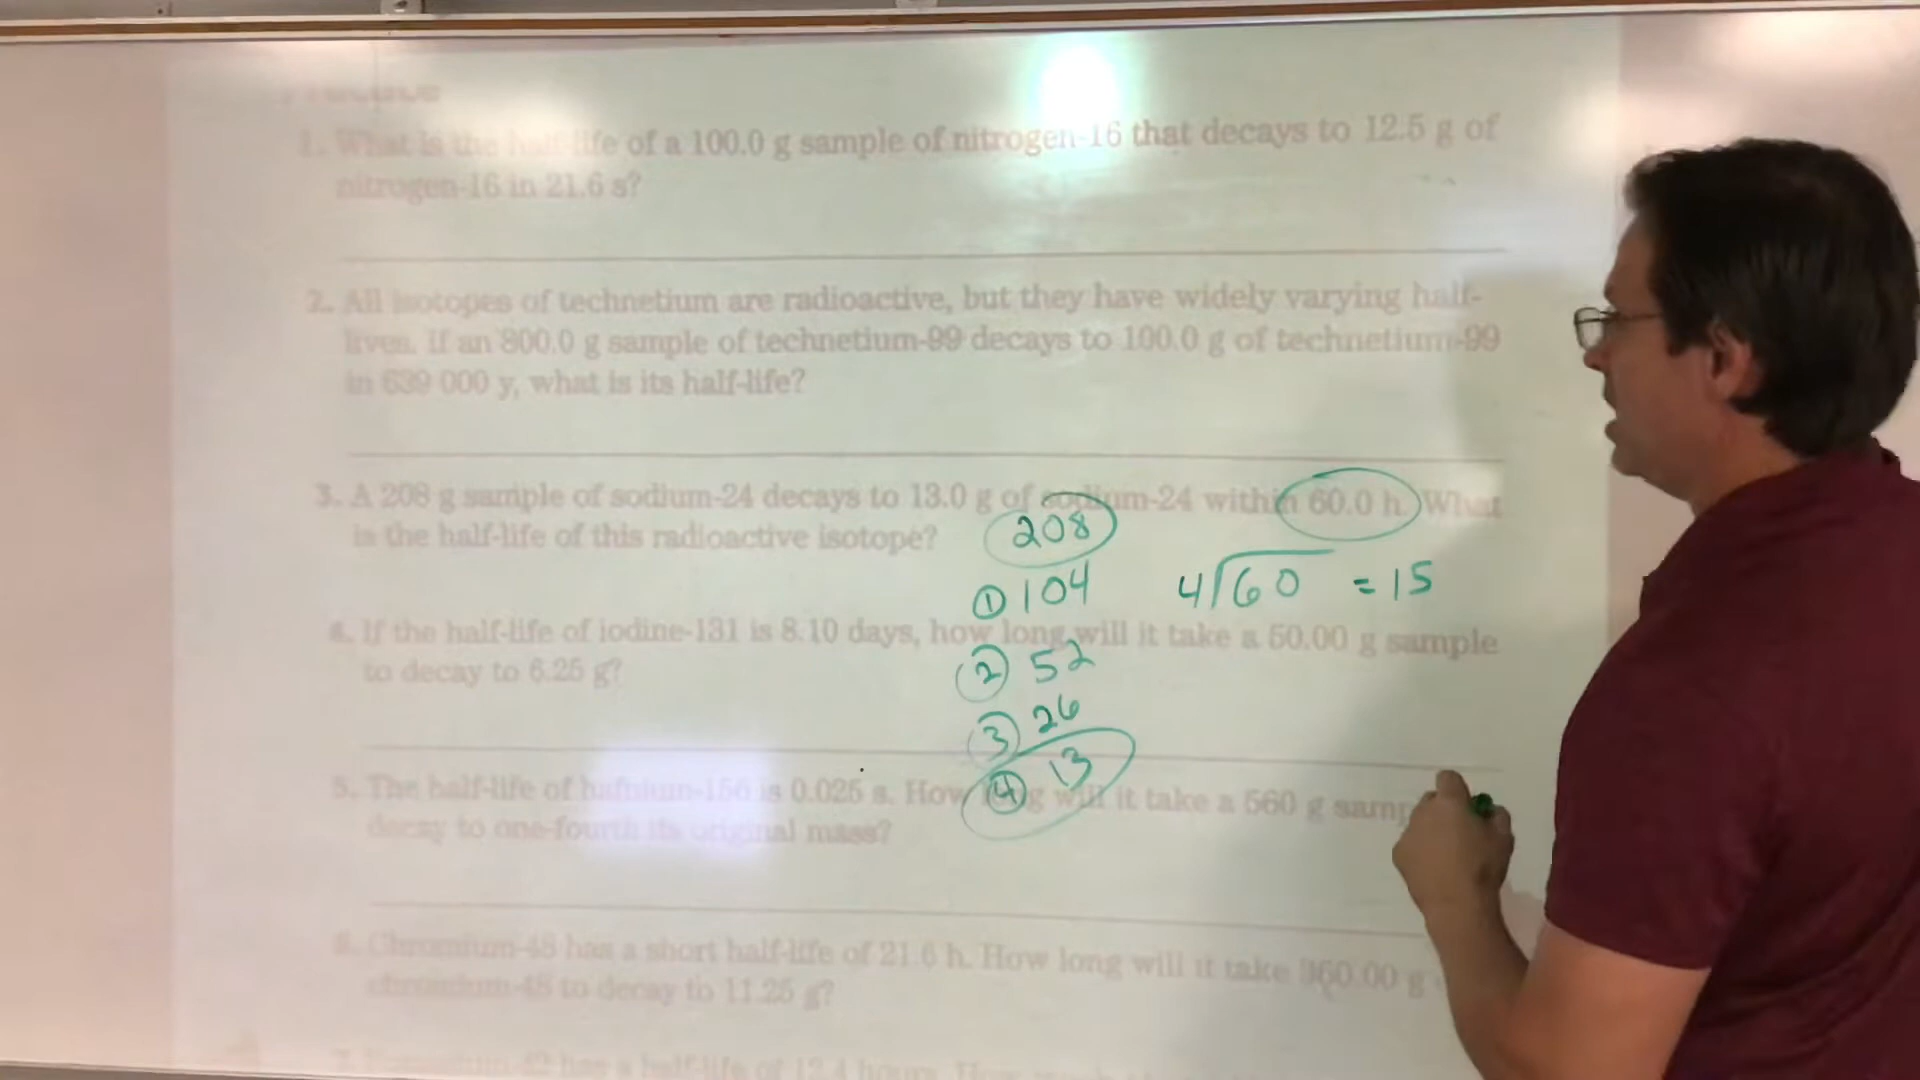 1. What is the half-life of a 100.0 g sample of nitrogen-16 that decays to 12.5 g of
nitrogen-16 in 21.6 s?
2. All isotopes of technetium are radioactive, but they have widely varying half-
lives. If an 800.0 g sample of technetium-99 decays to 100.0 g of technetium-99
in 639 000 y, what is its half-life?
3. A 208 g sample of sodium-24 decays to 13.0 g of sodium-24 within 60.0 h. What
is the half-life of this radioactive isotope?
208
① 104
4⟌60 = 15
4. If the half-life of iodine-131 is 8.10 days, how long will it take a 50.00 g sample
to decay to 6.25 g?
② 52
③ 26
④ 13
5. The half-life of hafnium-156 is 0.025 s. How long will it take a 560 g
decay to one-fourth its original mass?
6. Chromium-48 has a short half-life of 21.6 h. How long will it take 360.00 g
chromium-48 to decay to 11.25 g?
has a half-life of 12.4 hours. How